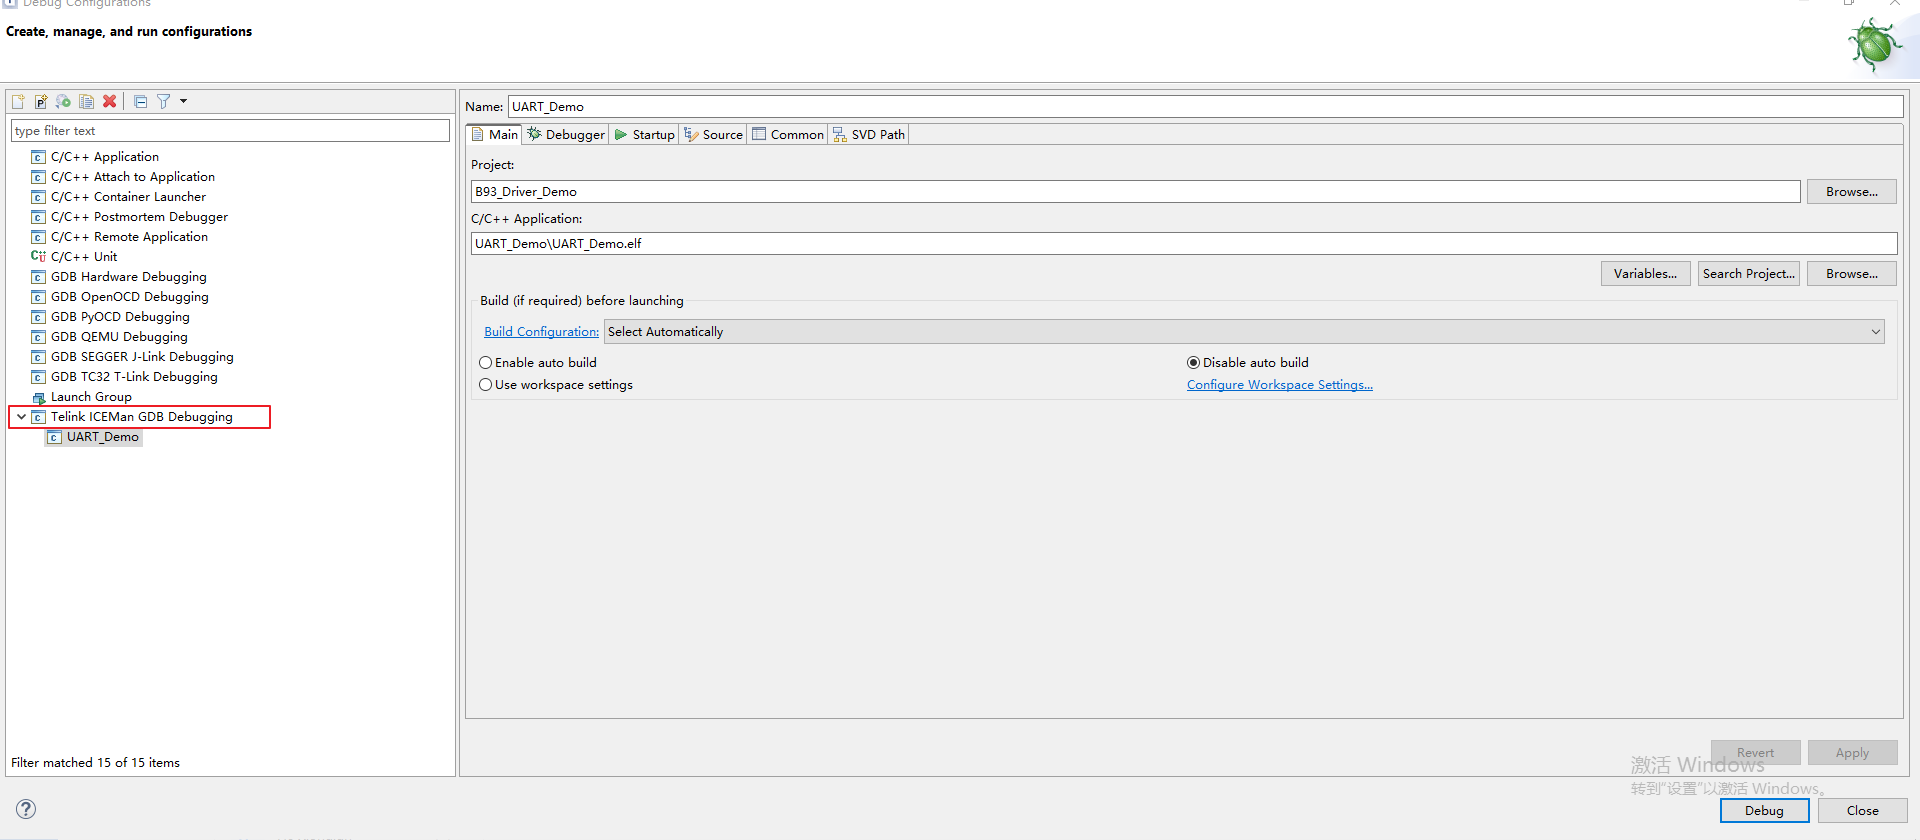 Debug Configurations
Create, manage, and run configurations
type filter text
C/C++ Application
C/C++ Attach to Application
C/C++ Container Launcher
C/C++ Postmortem Debugger
C/C++ Remote Application
C/C++ Unit
GDB Hardware Debugging
GDB OpenOCD Debugging
GDB PyOCD Debugging
GDB QEMU Debugging
GDB SEGGER J-Link Debugging
GDB TC32 T-Link Debugging
Launch Group
Telink ICEMan GDB Debugging
UART_Demo
Filter matched 15 of 15 items
Name: UART_Demo
Main Debugger Startup Source Common SVD Path
Project:
B93_Driver_Demo Browse...
C/C++ Application:
UART_Demo\UART_Demo.elf
Variables... Search Project... Browse...
Build (if required) before launching
Build Configuration: Select Automatically
Enable auto build Disable auto build
Use workspace settings Configure Workspace Settings...
Revert Apply
激活 Windows
转到"设置"以激活 Windows。
Debug Close